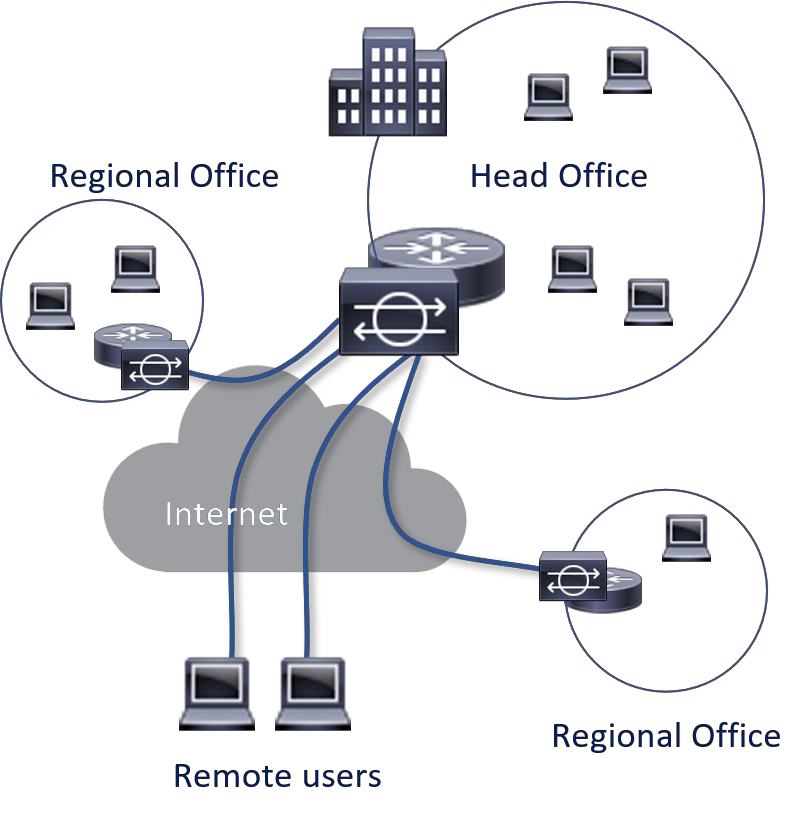 Regional Office
Head Office
Internet
Regional Office
Remote users